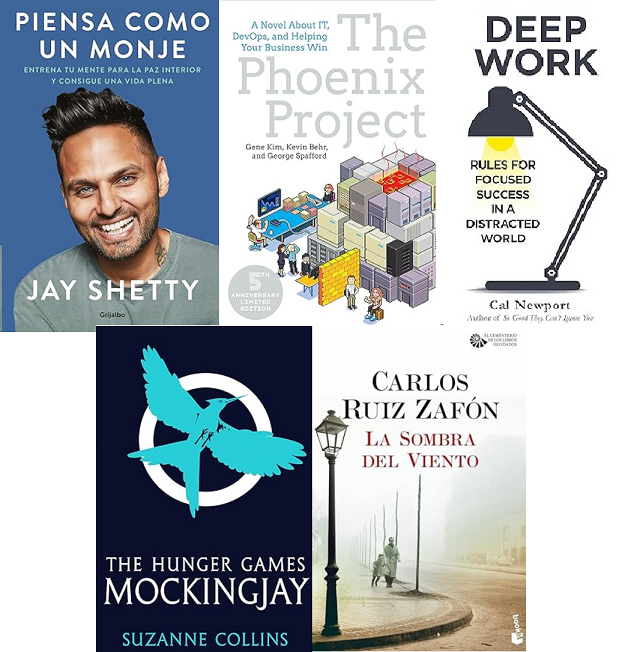 PIENSA COMO
UN MONJE
ENTRENA TU MENTE PARA LA PAZ INTERIOR
Y CONSIGUE UNA VIDA PLENA
JAY SHETTY
Grijalbo
A Novel About IT,
DevOps, and Helping
Your Business Win
The
Phoenix
Project
Gene Kim, Kevin Behr,
and George Spafford
5TH
ANNIVERSARY
LIMITED
EDITION
DEEP
WORK
RULES FOR
FOCUSED
SUCCESS
IN A
DISTRACTED
WORLD
Cal Newport
Author of So Good They Can't Ignore You
THE HUNGER GAMES
MOCKINGJAY
SUZANNE COLLINS
EL CEMENTERIO
DE LOS LIBROS
OLVIDADOS
CARLOS
RUIZ ZAFÓN
LA SOMBRA
DEL VIENTO
Booket